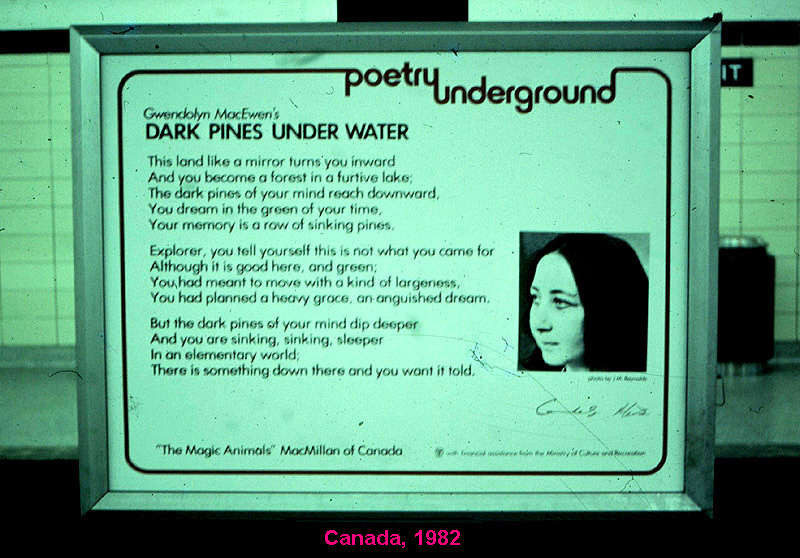 poetry
underground
Gwendolyn MacEwen's
DARK PINES UNDER WATER
This land like a mirror turns you inward
And you become a forest in a furtive lake;
The dark pines of your mind reach downward,
You dream in the green of your time,
Your memory is a row of sinking pines.
Explorer, you tell yourself this is not what you came for
Although it is good here, and green;
You had meant to move with a kind of largeness,
You had planned a heavy grace, an anguished dream.
But the dark pines of your mind dip deeper
And you are sinking, sinking, sleeper
In an elementary world;
There is something down there and you want it told.
photo by J.M. Reynolds
"The Magic Animals" MacMillan of Canada
with financial assistance from the Ministry of Culture and Recreation
IT
Canada, 1982